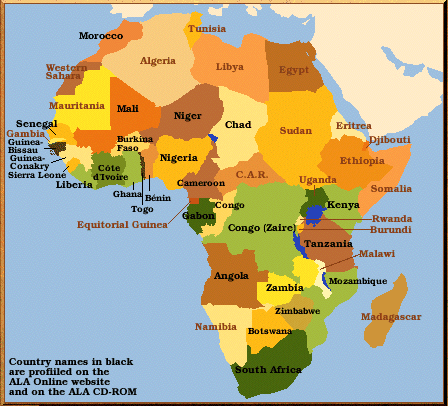 Tunisia
Morocco
Algeria
Libya
Egypt
Western
Sahara
Mauritania
Mali
Niger
Chad
Sudan
Eritrea
Djibouti
Ethiopia
Somalia
Senegal
Gambia
Guinea-
Bissau
Guinea-
Conakry
Sierra Leone
Liberia
Côte
d'Ivoire
Burkina
Faso
Ghana
Togo
Bénin
Nigeria
Cameroon
C.A.R.
Uganda
Kenya
Equitorial Guinea
Gabon
Congo
Congo (Zaire)
Rwanda
Burundi
Tanzania
Malawi
Angola
Zambia
Mozambique
Zimbabwe
Namibia
Botswana
Madagascar
South Africa
Country names in black
are profiiled on the
ALA Online website
and on the ALA CD-ROM